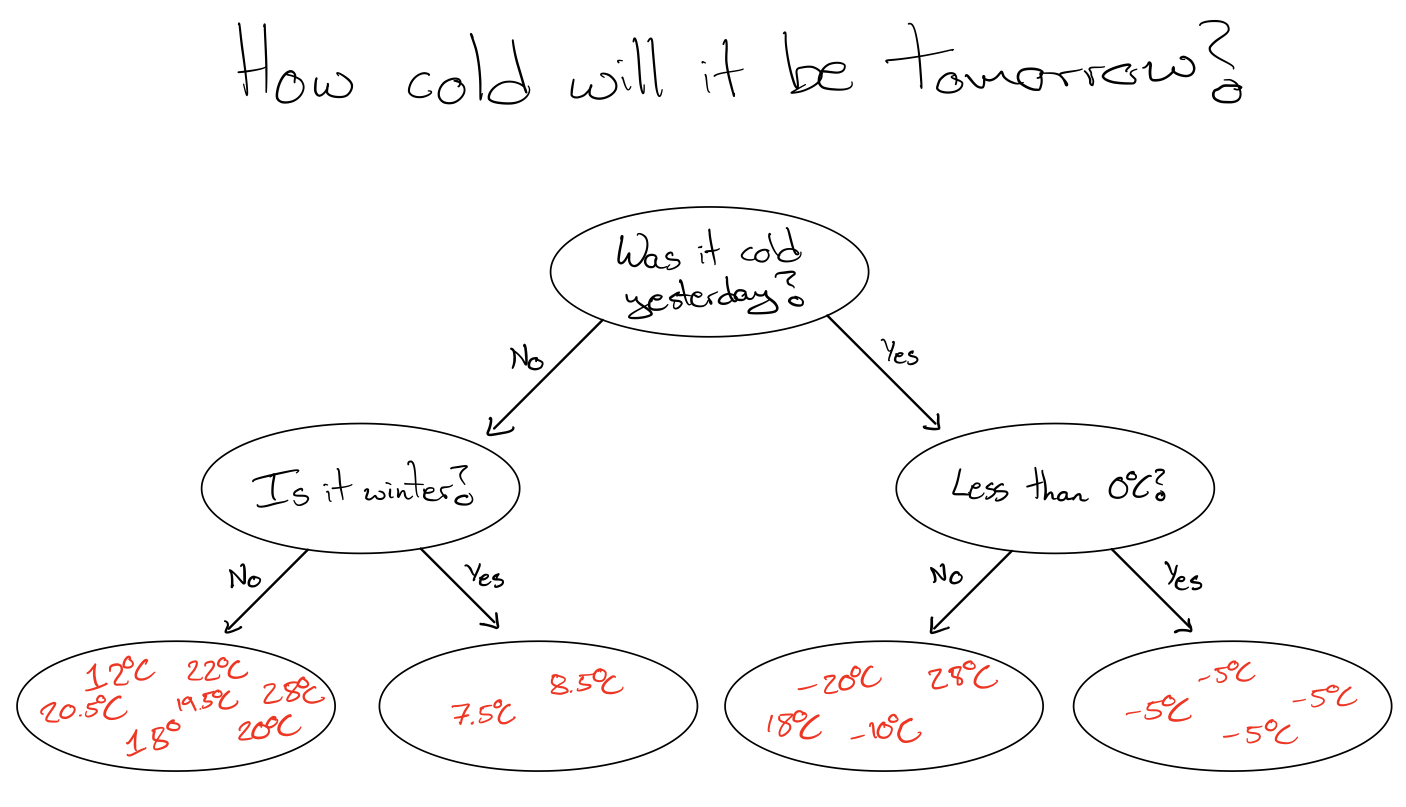 How cold will it be tomorrow?
Was it cold
yesterday?
No
Yes
Is it winter?
Less than 0°C?
No
Yes
No
Yes
12°C 22°C
20.5°C 19.5°C 28°C
18° 20°C
8.5°C
7.5°C
-20°C 28°C
18°C -10°C
-5°C
-5°C -5°C
-5°C